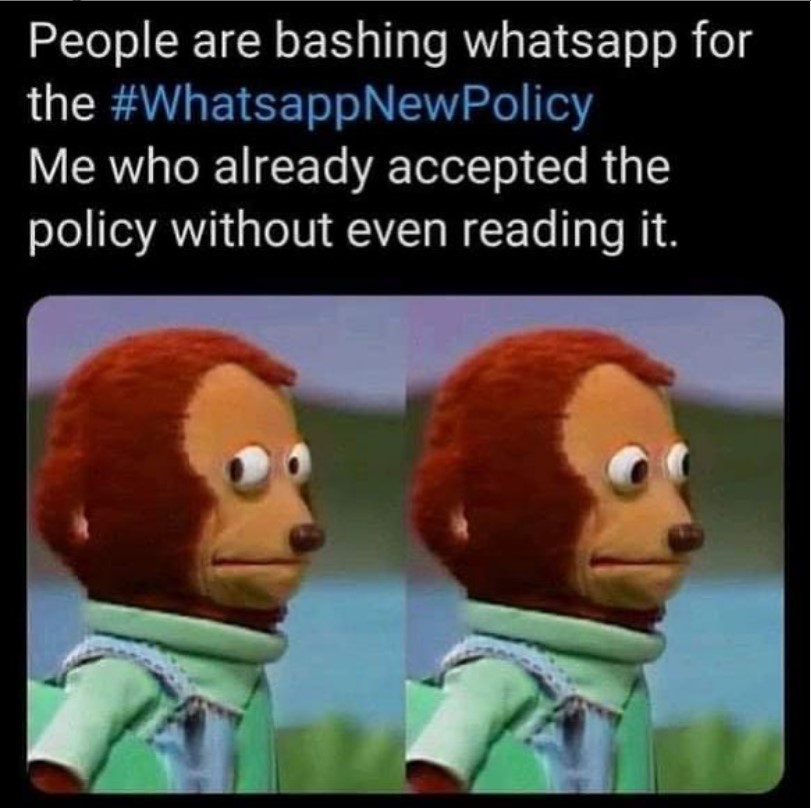 People are bashing whatsapp for
the #WhatsappNewPolicy
Me who already accepted the
policy without even reading it.